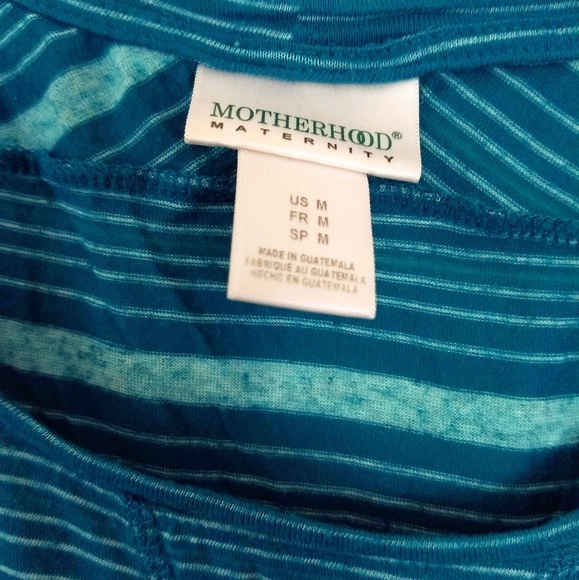 MOTHERHOOD®
MATERNITY
US M
FR M
SP M
MADE IN GUATEMALA
FABRIQUÉ AU GUATEMALA
HECHO EN GUATEMALA